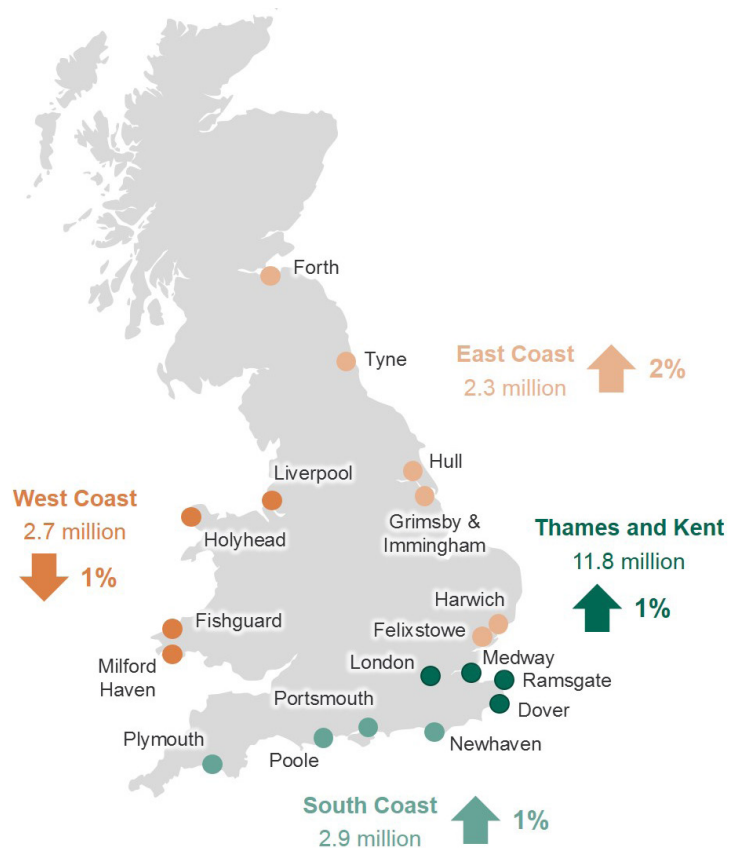 Forth
Tyne
East Coast
2.3 million
2%
Hull
Liverpool
West Coast
2.7 million
1%
Holyhead
Grimsby &
Immingham
Thames and Kent
11.8 million
1%
Harwich
Fishguard
Felixstowe
Milford
Haven
London
Medway
Ramsgate
Portsmouth
Dover
Plymouth
Poole
Newhaven
South Coast
2.9 million
1%